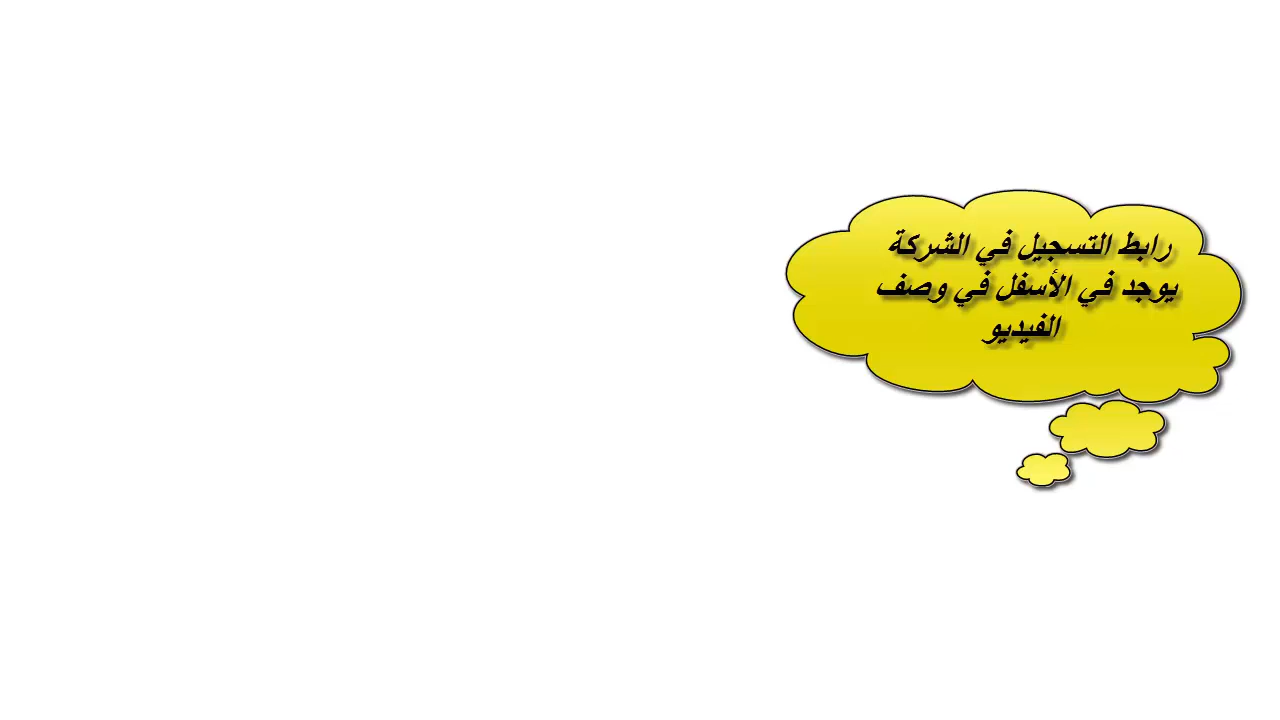 رابط التسجيل في الشركة
يوجد في الأسفل في وصف
الفيديو